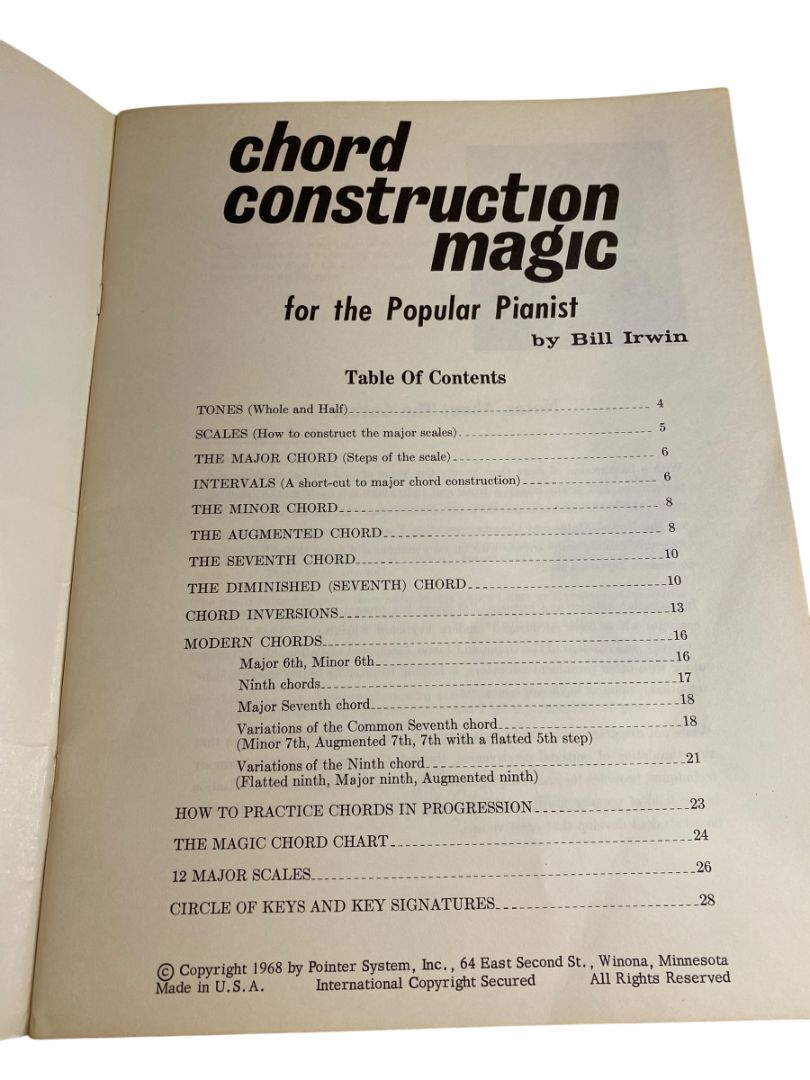 chord
construction
magic
for the Popular Pianist
by Bill Irwin
Table Of Contents
TONES (Whole and Half) 4
SCALES (How to construct the major scales) 5
THE MAJOR CHORD (Steps of the scale) 6
INTERVALS (A short-cut to major chord construction) 6
THE MINOR CHORD 8
THE AUGMENTED CHORD 8
THE SEVENTH CHORD 10
THE DIMINISHED (SEVENTH) CHORD 10
CHORD INVERSIONS 13
MODERN CHORDS 16
Major 6th, Minor 6th 16
Ninth chords 17
Major Seventh chord 18
Variations of the Common Seventh chord 18
(Minor 7th, Augmented 7th, 7th with a flatted 5th step)
Variations of the Ninth chord 21
(Flatted ninth, Major ninth, Augmented ninth)
HOW TO PRACTICE CHORDS IN PROGRESSION 23
THE MAGIC CHORD CHART 24
12 MAJOR SCALES 26
CIRCLE OF KEYS AND KEY SIGNATURES 28
© Copyright 1968 by Pointer System, Inc., 64 East Second St., Winona, Minnesota
Made in U.S.A. International Copyright Secured All Rights Reserved